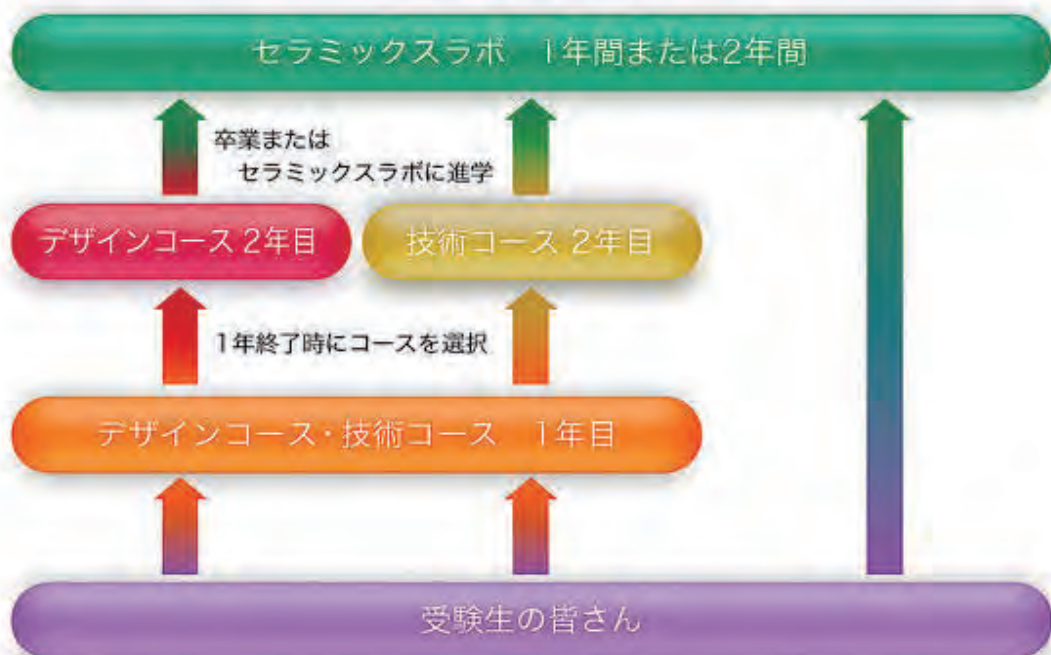 セラミックスラボ　1年間または2年間
卒業または
セラミックスラボに進学
デザインコース 2年目
技術コース 2年目
1年終了時にコースを選択
デザインコース・技術コース　1年目
受験生の皆さん